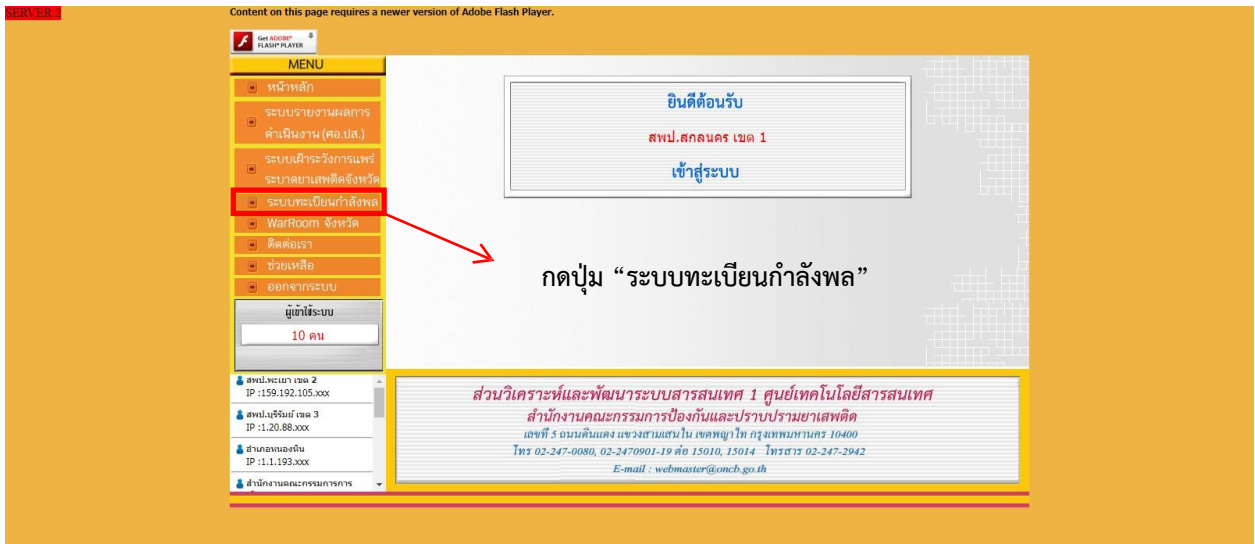 SERVER 2
Content on this page requires a newer version of Adobe Flash Player.
Get ADOBE®
FLASH® PLAYER
MENU
หน้าหลัก
ระบบรายงานผลการ
ดำเนินงาน (ศอ.ปส.)
ระบบเฝ้าระวังการแพร่
ระบาดยาเสพติดจังหวัด
ระบบทะเบียนกำลังพล
WarRoom จังหวัด
ติดต่อเรา
ช่วยเหลือ
ออกจากระบบ
ผู้เข้าใช้ระบบ
10 คน
สพป.พะเยา เขต 2
IP :159.192.105.xxx
สพป.บุรีรัมย์ เขต 3
IP :1.20.88.xxx
อำเภอหนองหิน
IP :1.1.193.xxx
สำนักงานคณะกรรมการการ
ยินดีต้อนรับ
สพป.สกลนคร เขต 1
เข้าสู่ระบบ
กดปุ่ม “ระบบทะเบียนกำลังพล”
ส่วนวิเคราะห์และพัฒนาระบบสารสนเทศ 1 ศูนย์เทคโนโลยีสารสนเทศ
สำนักงานคณะกรรมการป้องกันและปราบปรามยาเสพติด
เลขที่ 5 ถนนดินแดง แขวงสามเสนใน เขตพญาไท กรุงเทพมหานคร 10400
โทร 02-247-0080, 02-2470901-19 ต่อ 15010, 15014 โทรสาร 02-247-2942
E-mail : webmaster@oncb.go.th